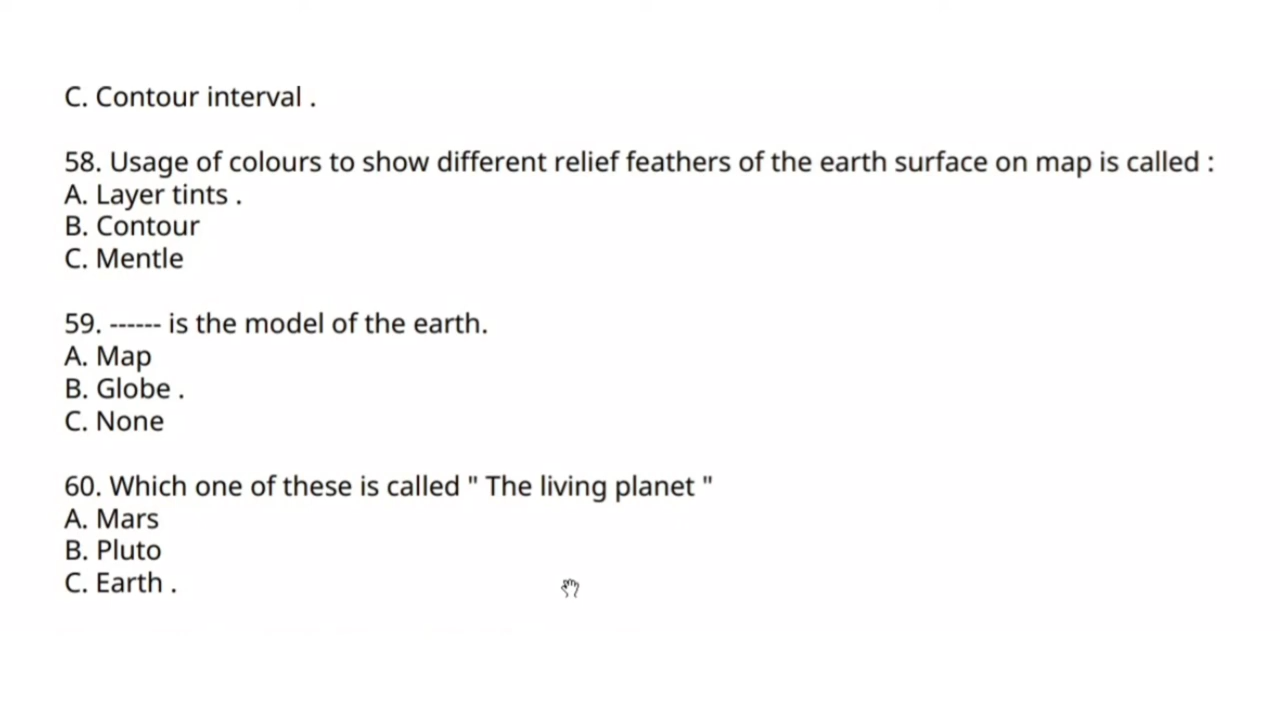 C. Contour interval .
58. Usage of colours to show different relief feathers of the earth surface on map is called :
A. Layer tints .
B. Contour
C. Mentle
59. ------ is the model of the earth.
A. Map
B. Globe .
C. None
60. Which one of these is called " The living planet "
A. Mars
B. Pluto
C. Earth .